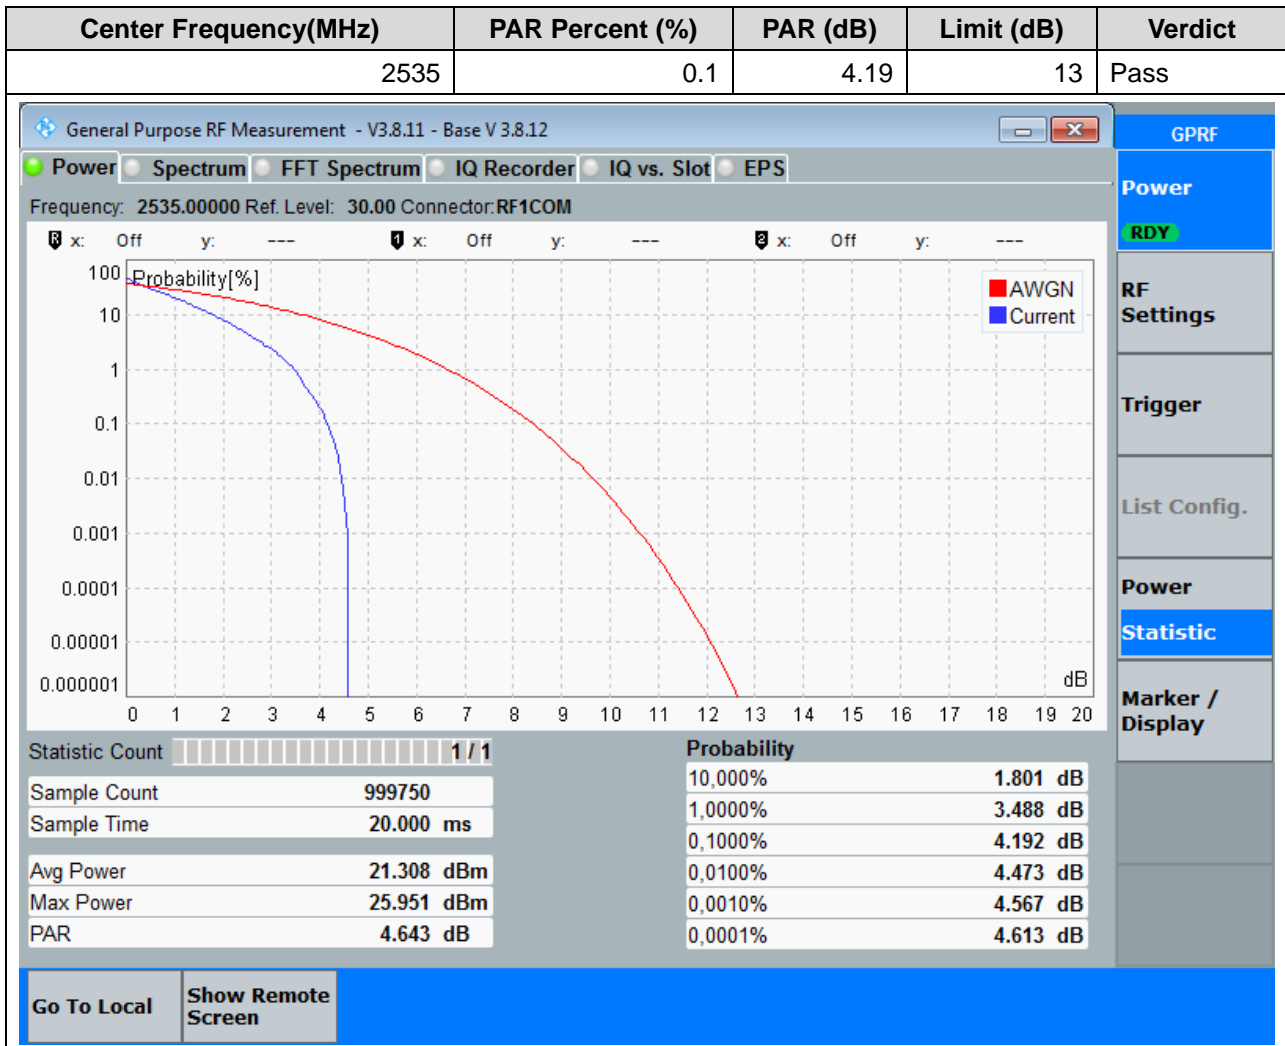 Center Frequency(MHz) PAR Percent (%) PAR (dB) Limit (dB) Verdict
2535 0.1 4.19 13 Pass
General Purpose RF Measurement - V3.8.11 - Base V 3.8.12
GPRF
Power Spectrum FFT Spectrum IQ Recorder IQ vs. Slot EPS
Frequency: 2535.00000 Ref. Level: 30.00 Connector: RF1COM
R x: Off y: --- 1 x: Off y: --- 2 x: Off y: ---
Probability[%]
AWGN
Current
100
10
1
0.1
0.01
0.001
0.0001
0.00001
0.000001
dB
0 1 2 3 4 5 6 7 8 9 10 11 12 13 14 15 16 17 18 19 20
Statistic Count 1 / 1
Sample Count 999750
Sample Time 20.000 ms
Avg Power 21.308 dBm
Max Power 25.951 dBm
PAR 4.643 dB
Probability
10,000% 1.801 dB
1,0000% 3.488 dB
0,1000% 4.192 dB
0,0100% 4.473 dB
0,0010% 4.567 dB
0,0001% 4.613 dB
Power
RDY
RF
Settings
Trigger
List Config.
Power
Statistic
Marker /
Display
Go To Local
Show Remote
Screen